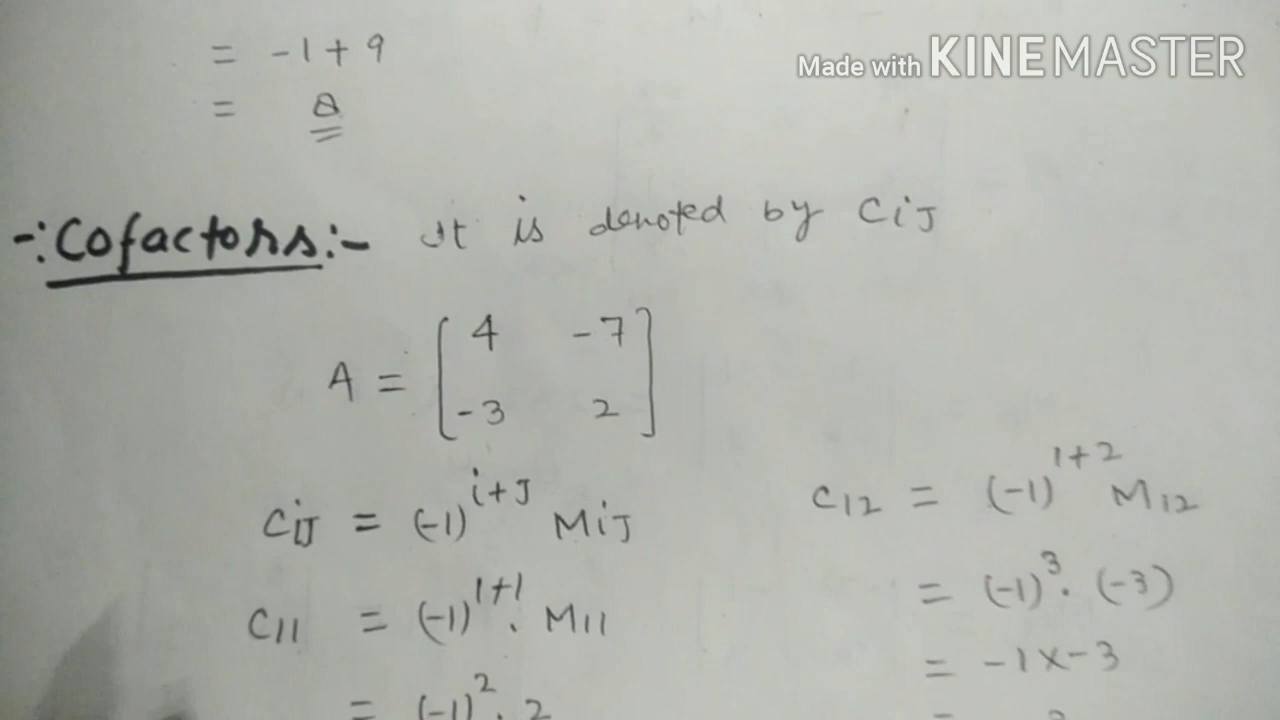 = -1 + 9
= 8
Made with KINEMASTER
-: Cofactors :- It is denoted by CiJ
A = [ 4 -7
-3 2 ]
CiJ = (-1)^{i+J} MiJ
C11 = (-1)^{1+1} . M11
= (-1)^2 . 2
C12 = (-1)^{1+2} M12
= (-1)^3 . (-3)
= -1 x -3